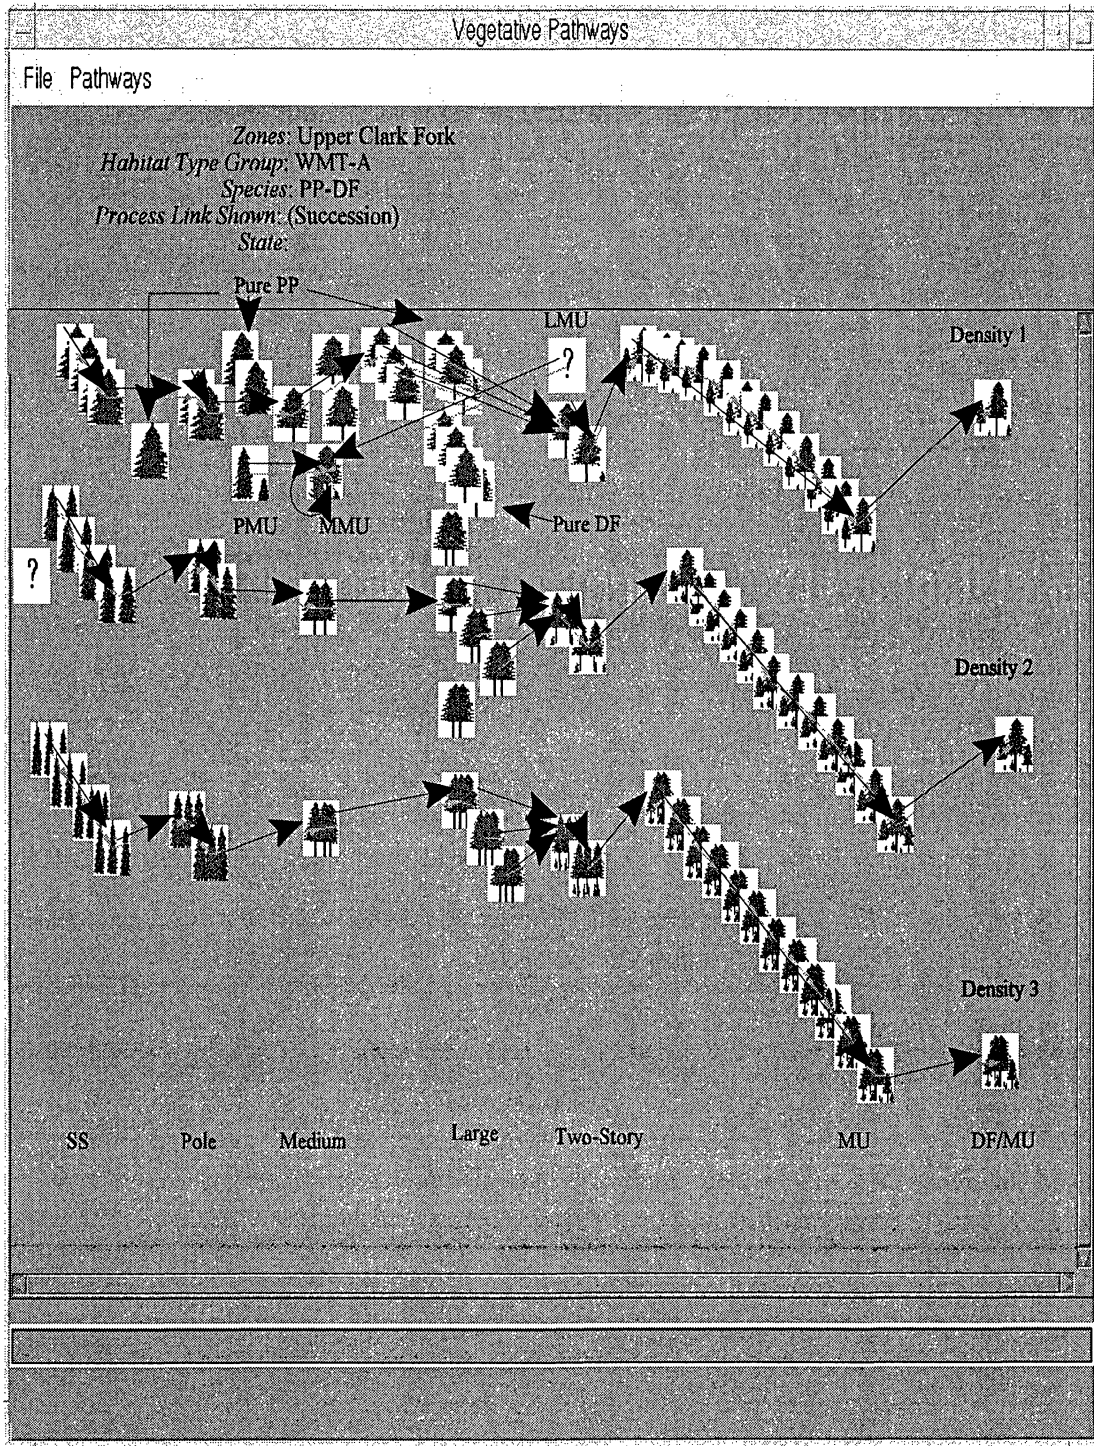 Vegetative Pathways
File Pathways
Zones: Upper Clark Fork
Habitat Type Group: WMT-A
Species: PP-DF
Process Link Shown: (Succession)
State:
Pure PP
LMU
Density 1
?
PMU
MMU
Pure DF
?
Density 2
Density 3
SS
Pole
Medium
Large
Two-Story
MU
DF/MU